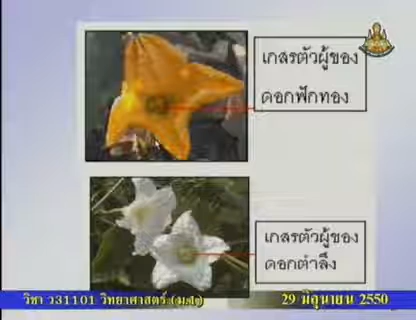 เกสรตัวผู้ของ
ดอกฟักทอง
เกสรตัวผู้ของ
ดอกตำลึง
วิชา ว31101 วิทยาศาสตร์ (ม.1)
29 มิถุนายน 2550